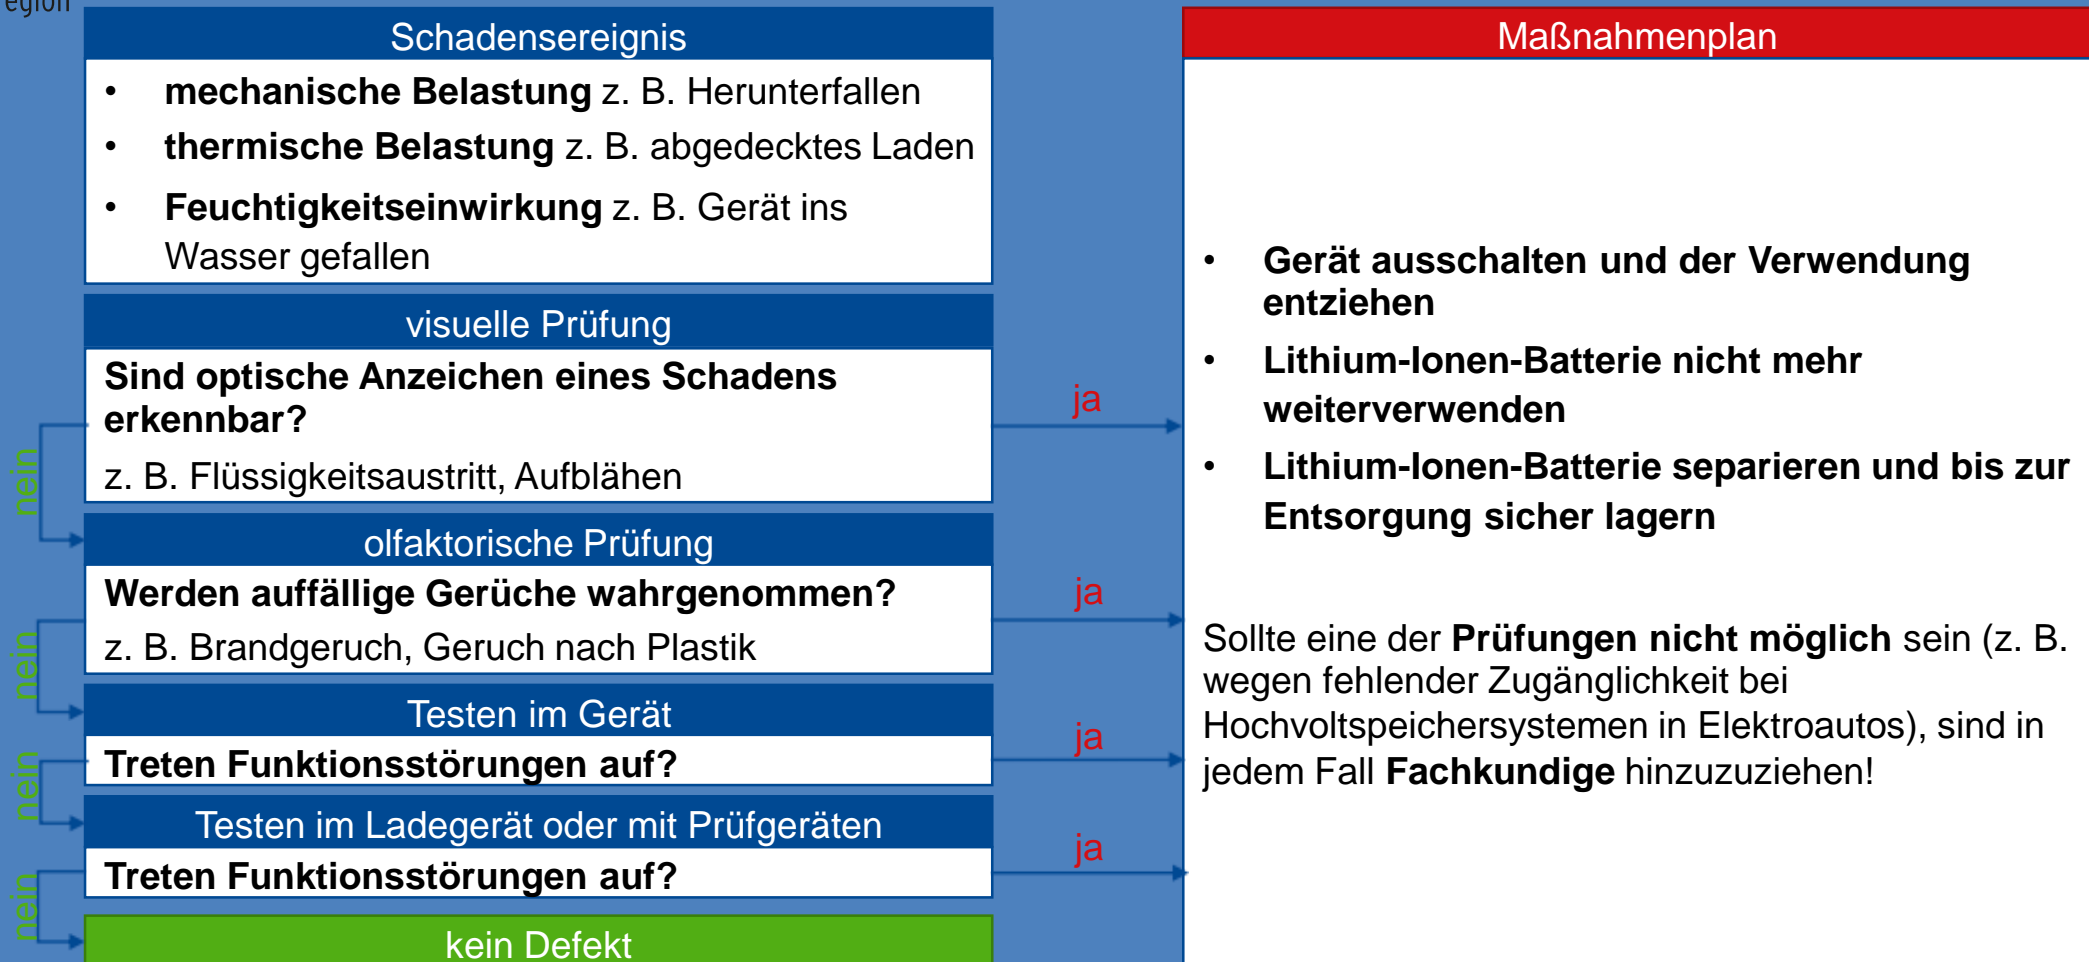 egion
Schadensereignis
• mechanische Belastung z. B. Herunterfallen
• thermische Belastung z. B. abgedecktes Laden
• Feuchtigkeitseinwirkung z. B. Gerät ins
Wasser gefallen
visuelle Prüfung
Sind optische Anzeichen eines Schadens
erkennbar?
z. B. Flüssigkeitsaustritt, Aufblähen
ja
nein
olfaktorische Prüfung
Werden auffällige Gerüche wahrgenommen?
z. B. Brandgeruch, Geruch nach Plastik
ja
nein
Testen im Gerät
Treten Funktionsstörungen auf?
ja
nein
Testen im Ladegerät oder mit Prüfgeräten
Treten Funktionsstörungen auf?
ja
nein
kein Defekt
Maßnahmenplan
• Gerät ausschalten und der Verwendung
entziehen
• Lithium-Ionen-Batterie nicht mehr
weiterverwenden
• Lithium-Ionen-Batterie separieren und bis zur
Entsorgung sicher lagern
Sollte eine der Prüfungen nicht möglich sein (z. B.
wegen fehlender Zugänglichkeit bei
Hochvoltspeichersystemen in Elektroautos), sind in
jedem Fall Fachkundige hinzuzuziehen!